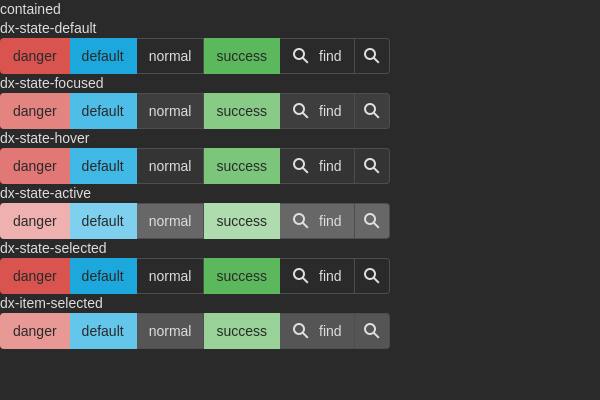 contained
dx-state-default
danger default normal success find
dx-state-focused
danger default normal success find
dx-state-hover
danger default normal success find
dx-state-active
danger default normal success find
dx-state-selected
danger default normal success find
dx-item-selected
danger default normal success find